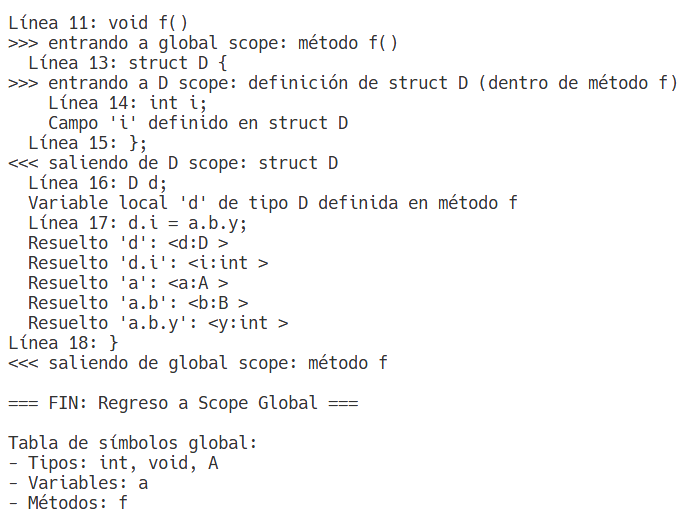 Línea 11: void f()
>>> entrando a global scope: método f()
Línea 13: struct D {
>>> entrando a D scope: definición de struct D (dentro de método f)
Línea 14: int i;
Campo 'i' definido en struct D
Línea 15: };
<<< saliendo de D scope: struct D
Línea 16: D d;
Variable local 'd' de tipo D definida en método f
Línea 17: d.i = a.b.y;
Resuelto 'd': <d:D >
Resuelto 'd.i': <i:int >
Resuelto 'a': <a:A >
Resuelto 'a.b': <b:B >
Resuelto 'a.b.y': <y:int >
Línea 18: }
<<< saliendo de global scope: método f
=== FIN: Regreso a Scope Global ===
Tabla de símbolos global:
- Tipos: int, void, A
- Variables: a
- Métodos: f